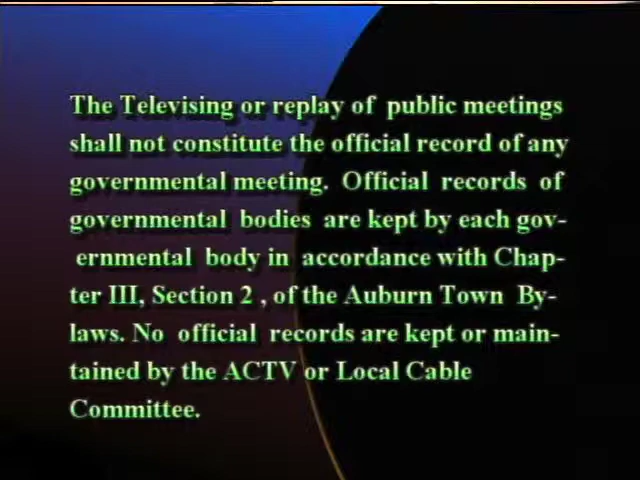 The Televising or replay of public meetings
shall not constitute the official record of any
governmental meeting. Official records of
governmental bodies are kept by each gov-
ernmental body in accordance with Chap-
ter III, Section 2 , of the Auburn Town By-
laws. No official records are kept or main-
tained by the ACTV or Local Cable
Committee.